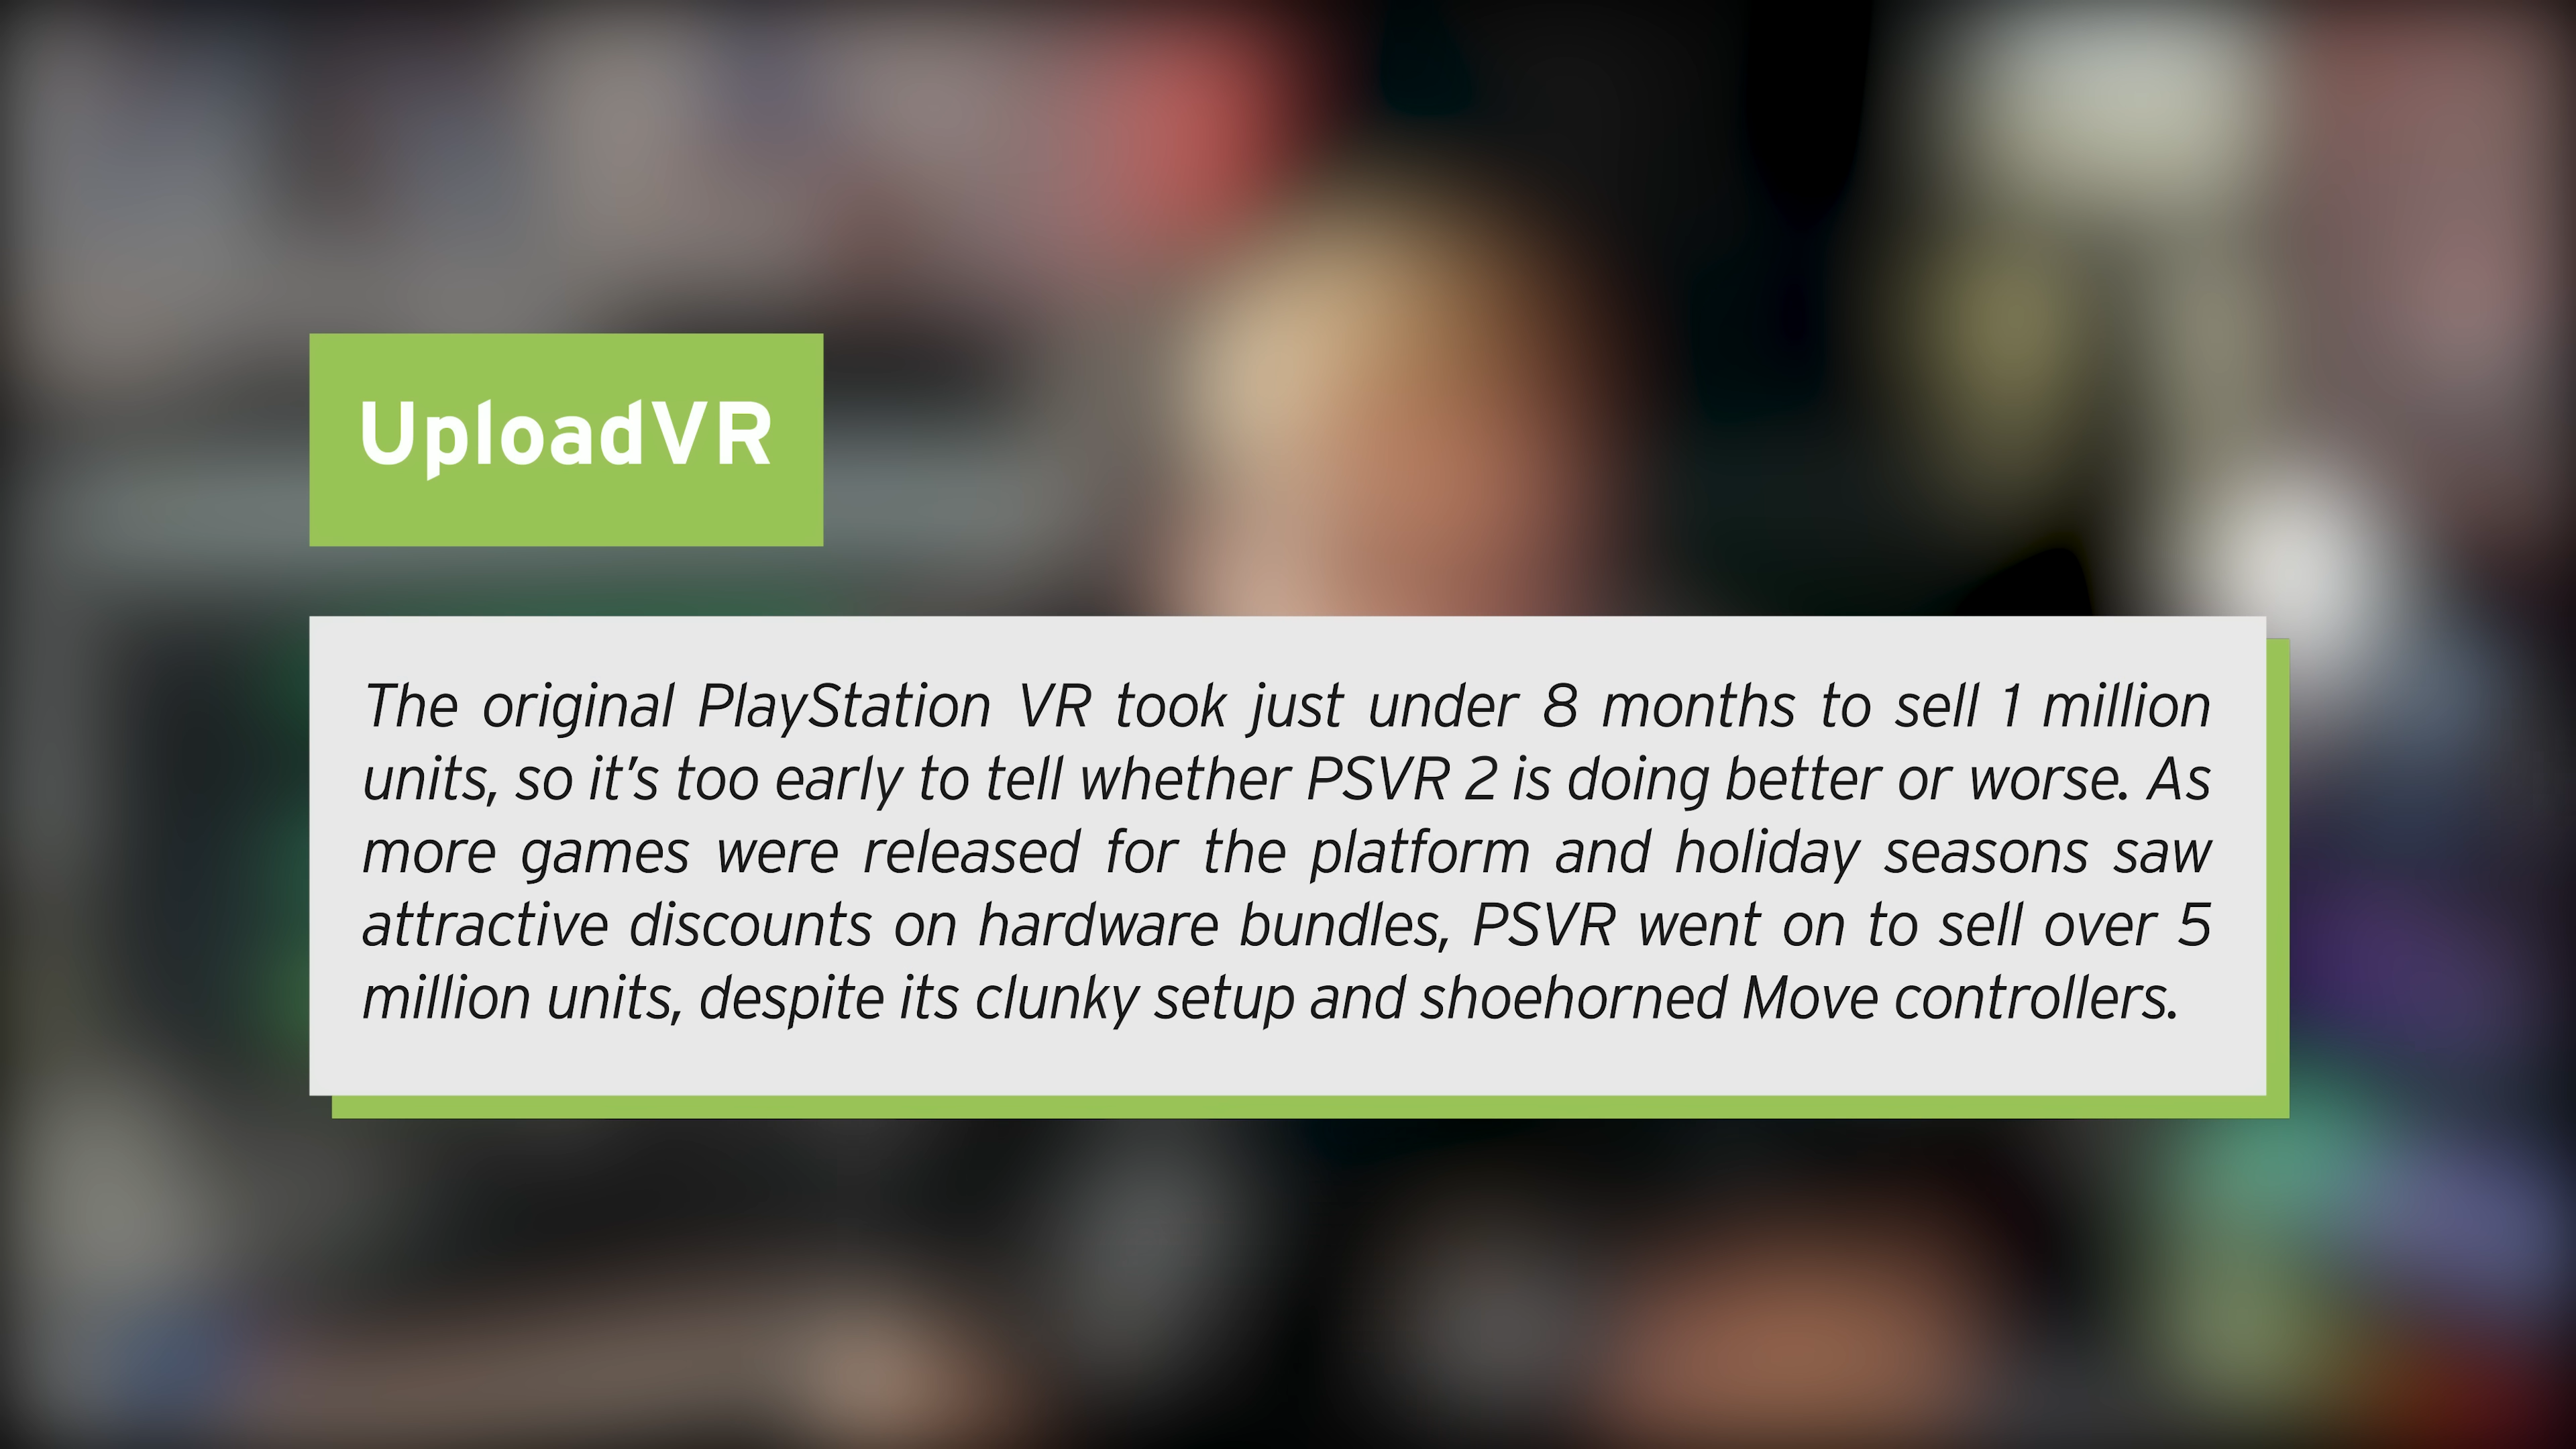 UploadVR
The original PlayStation VR took just under 8 months to sell 1 million
units, so it’s too early to tell whether PSVR 2 is doing better or worse. As
more games were released for the platform and holiday seasons saw
attractive discounts on hardware bundles, PSVR went on to sell over 5
million units, despite its clunky setup and shoehorned Move controllers.